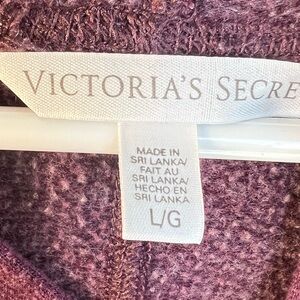 VICTORIA'S SECRE
MADE IN
SRI LANKA/
FAIT AU
SRI LANKA/
HECHO EN
SRI LANKA
L/G